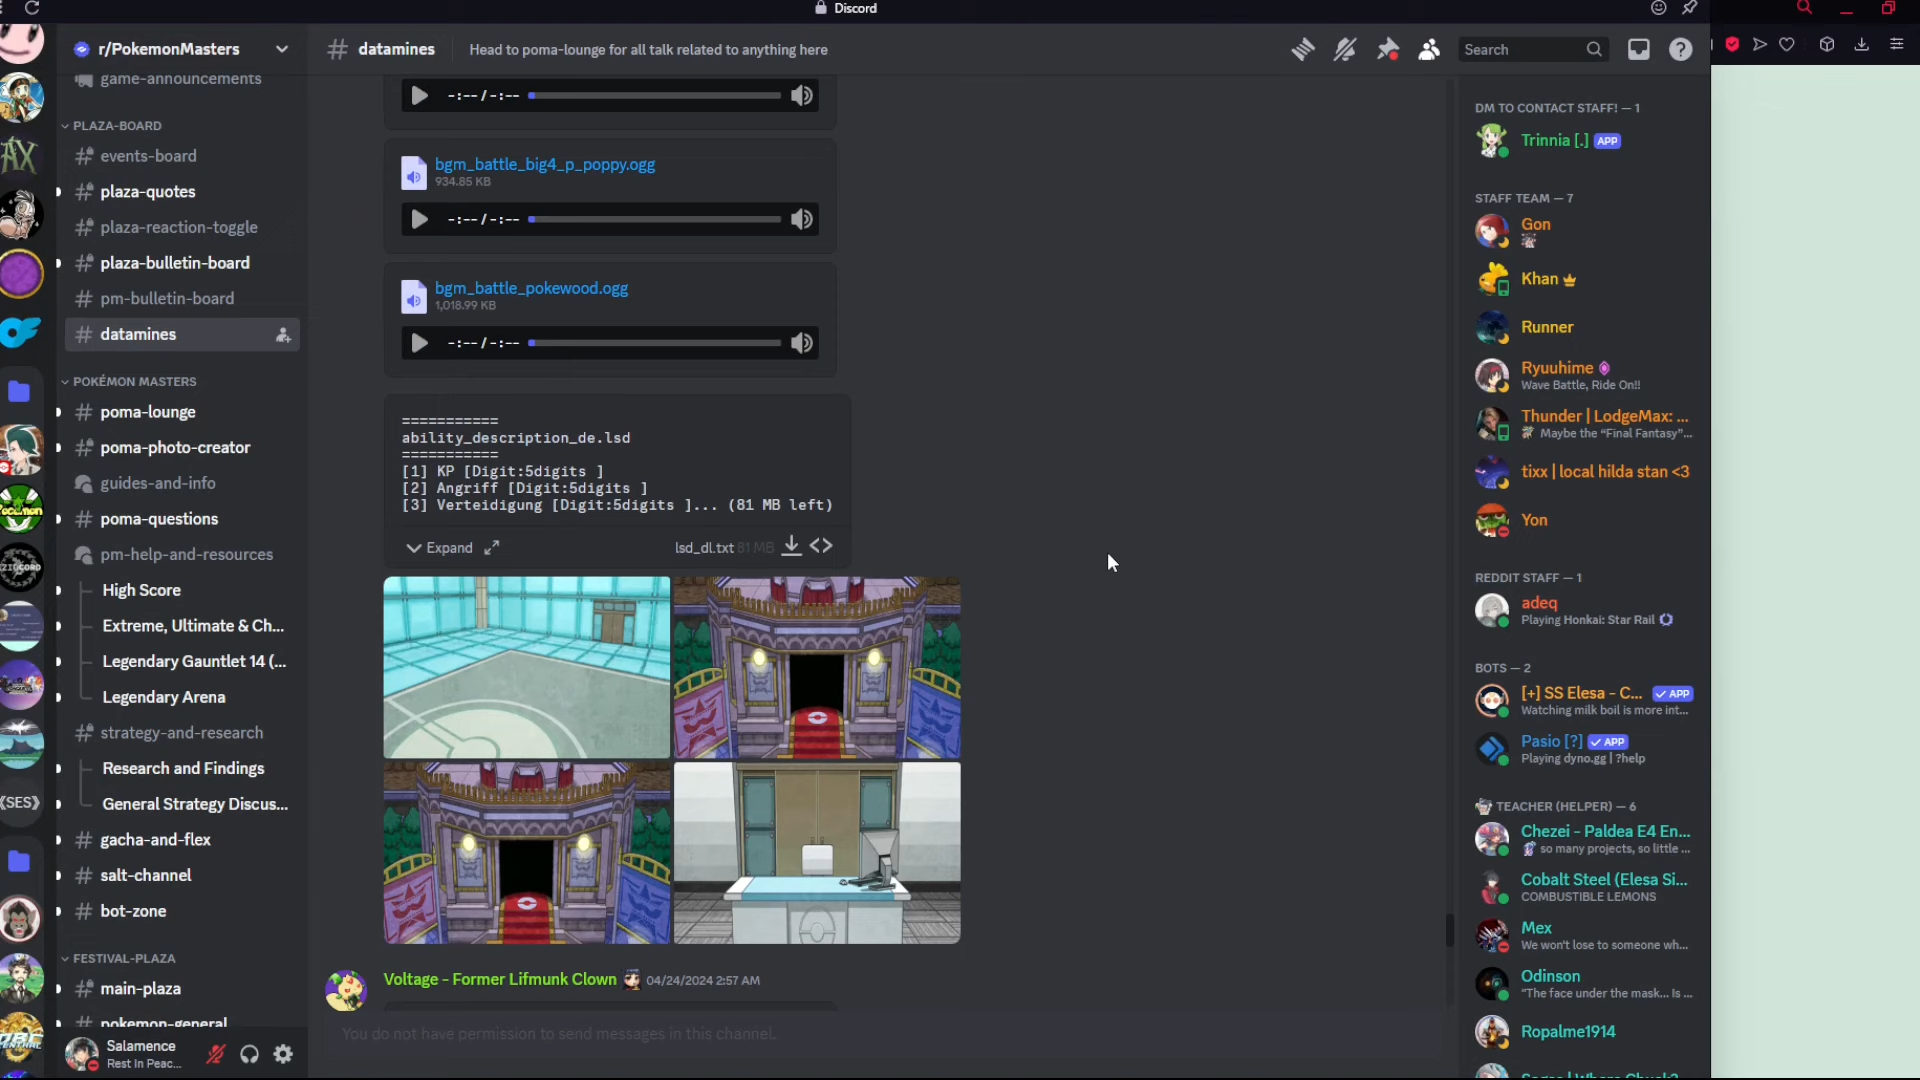 Discord
r/PokemonMasters
game-announcements
PLAZA-BOARD
events-board
plaza-quotes
plaza-reaction-toggle
plaza-bulletin-board
pm-bulletin-board
datamines
POKÉMON MASTERS
poma-lounge
poma-photo-creator
guides-and-info
poma-questions
pm-help-and-resources
High Score
Extreme, Ultimate & Ch...
Legendary Gauntlet 14 (...
Legendary Arena
strategy-and-research
Research and Findings
General Strategy Discus...
gacha-and-flex
salt-channel
bot-zone
FESTIVAL-PLAZA
main-plaza
pokemon-general
Salamence
Rest In Peac...
AX
ZIGCORD
(SES)
datamines
Head to poma-lounge for all talk related to anything here
Search
-:-- / -:--
bgm_battle_big4_p_poppy.ogg
934.85 KB
-:-- / -:--
bgm_battle_pokewood.ogg
1,018.99 KB
-:-- / -:--
===========
ability_description_de.lsd
===========
[1] KP [Digit:5digits ]
[2] Angriff [Digit:5digits ]
[3] Verteidigung [Digit:5digits ]... (81 MB left)
Expand
lsd_dl.txt 81 MB
Voltage - Former Lifmunk Clown 04/24/2024 2:57 AM
You do not have permission to send messages in this channel.
DM TO CONTACT STAFF! — 1
Trinnia [.] APP
STAFF TEAM — 7
Gon
Khan
Runner
Ryuuhime
Wave Battle, Ride On!!
Thunder | LodgeMax: ...
Maybe the “Final Fantasy”...
tixx | local hilda stan <3
Yon
REDDIT STAFF — 1
adeq
Playing Honkai: Star Rail
BOTS — 2
[+] SS Elesa - C... APP
Watching milk boil is more int...
Pasio [?] APP
Playing dyno.gg | ?help
TEACHER (HELPER) — 6
Chezei - Paldea E4 En...
so many projects, so little ...
Cobalt Steel (Elesa Si...
COMBUSTIBLE LEMONS
Mex
We won't lose to someone wh...
Odinson
"The face under the mask... Is ...
Ropalme1914